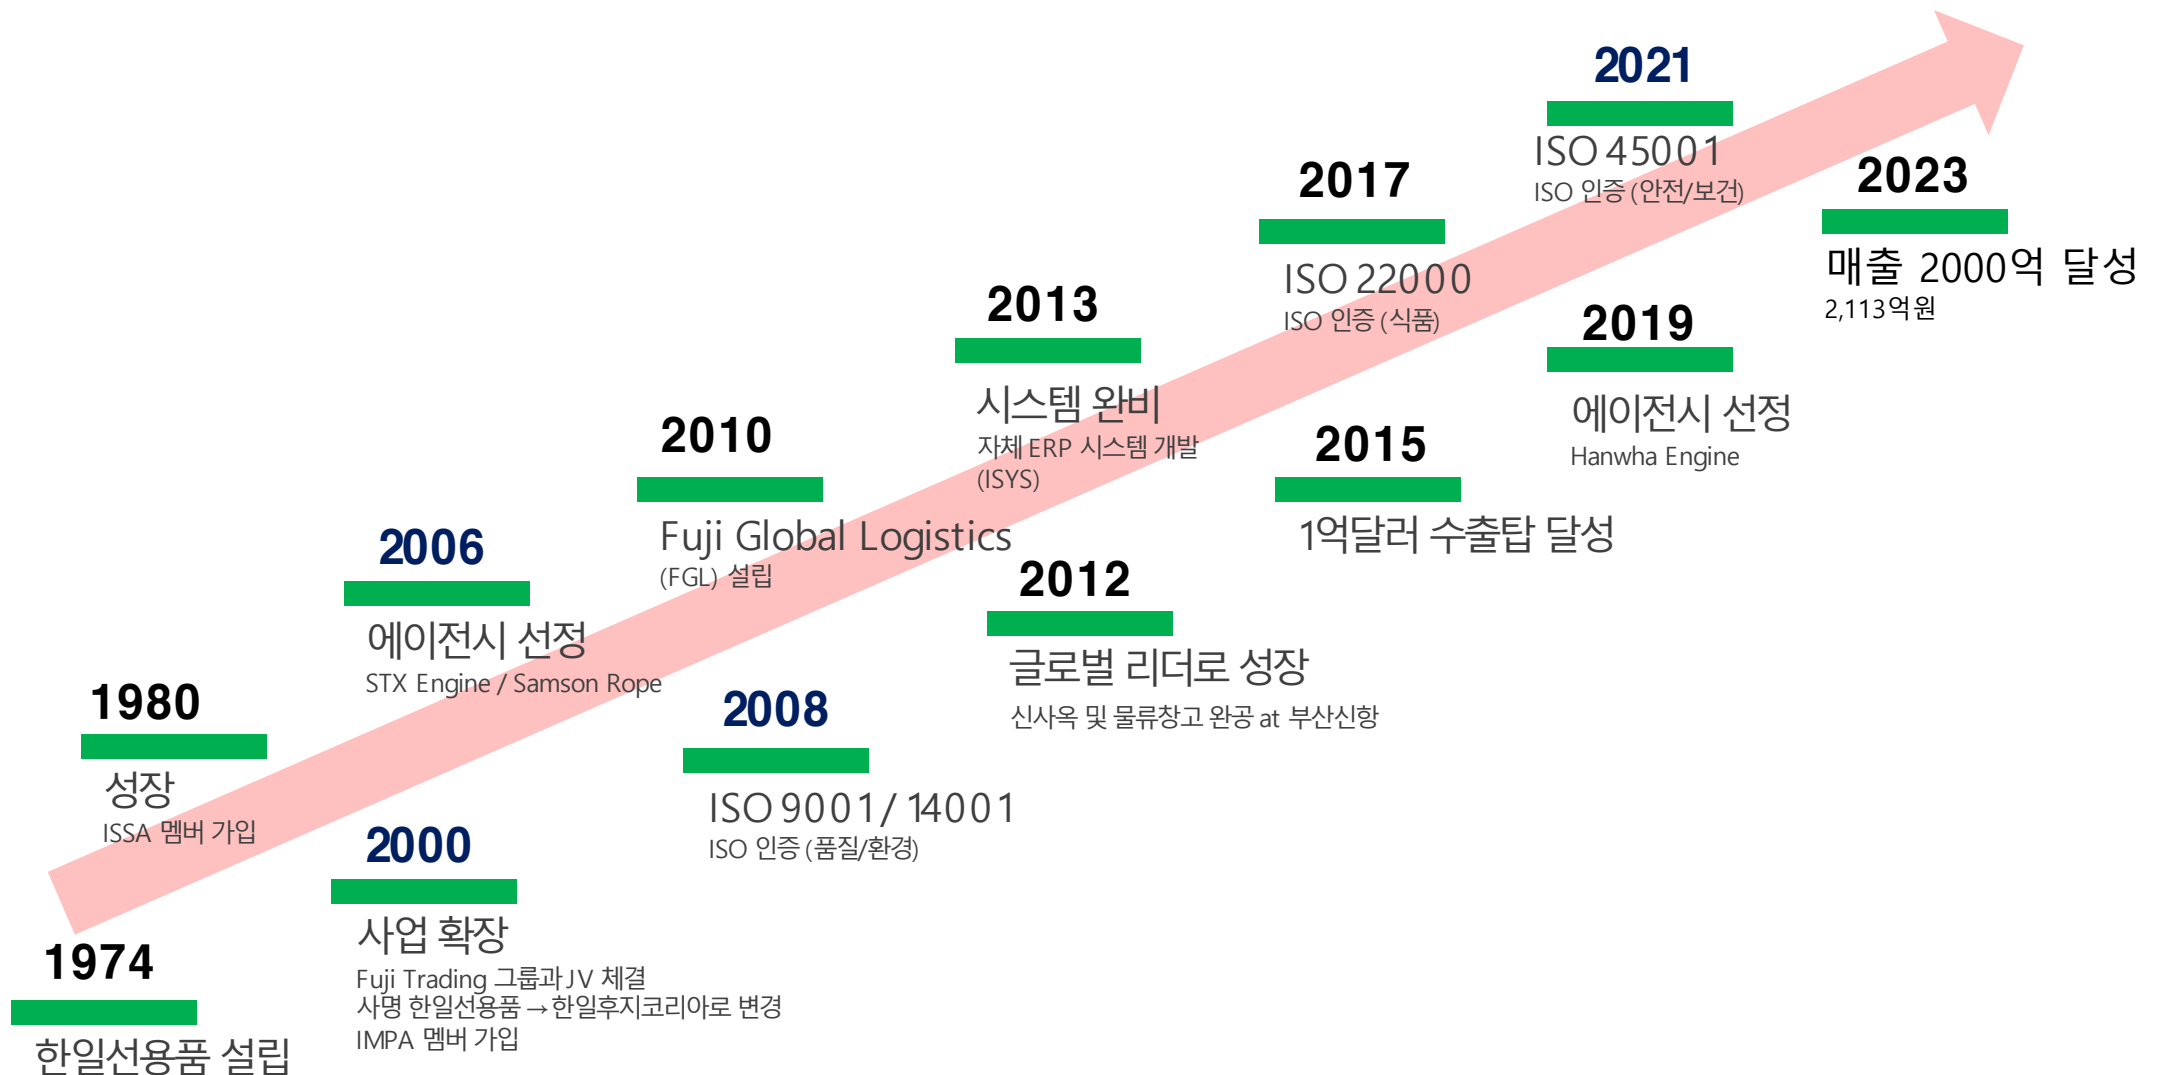 1974
한일선용품 설립
1980
성장
ISSA 멤버 가입
2000
사업 확장
Fuji Trading 그룹과 JV 체결
사명 한일선용품 → 한일후지코리아로 변경
IMPA 멤버 가입
2006
에이전시 선정
STX Engine / Samson Rope
2008
ISO 9001 / 14001
ISO 인증 (품질/환경)
2010
Fuji Global Logistics
(FGL) 설립
2012
글로벌 리더로 성장
신사옥 및 물류창고 완공 at 부산신항
2013
시스템 완비
자체 ERP 시스템 개발
(ISYS)
2015
1억달러 수출탑 달성
2017
ISO 22000
ISO 인증 (식품)
2019
에이전시 선정
Hanwha Engine
2021
ISO 45001
ISO 인증 (안전/보건)
2023
매출 2000억 달성
2,113억원